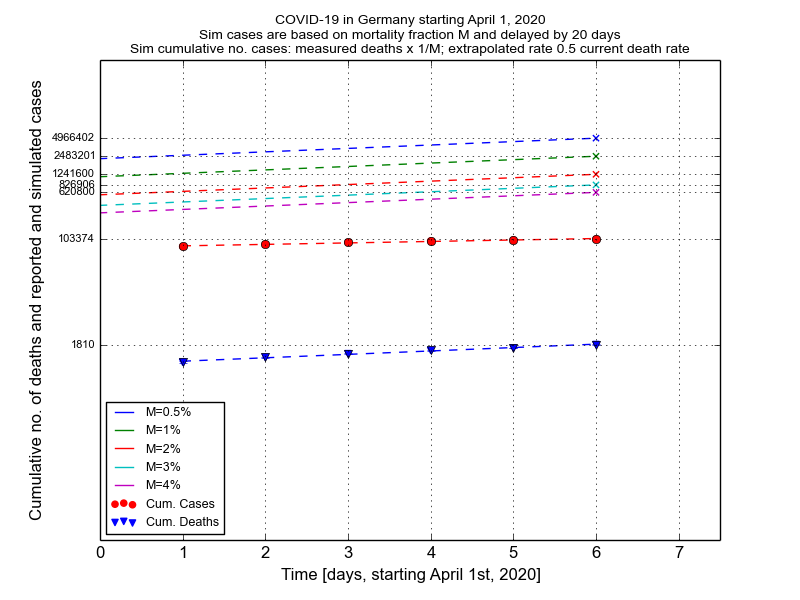 COVID-19 in Germany starting April 1, 2020
Sim cases are based on mortality fraction M and delayed by 20 days
Sim cumulative no. cases: measured deaths x 1/M; extrapolated rate 0.5 current death rate
Cumulative no. of deaths and reported and simulated cases
4966402
2483201
1241600
826906
620800
103374
1810
M=0.5%
M=1%
M=2%
M=3%
M=4%
Cum. Cases
Cum. Deaths
0 1 2 3 4 5 6 7
Time [days, starting April 1st, 2020]